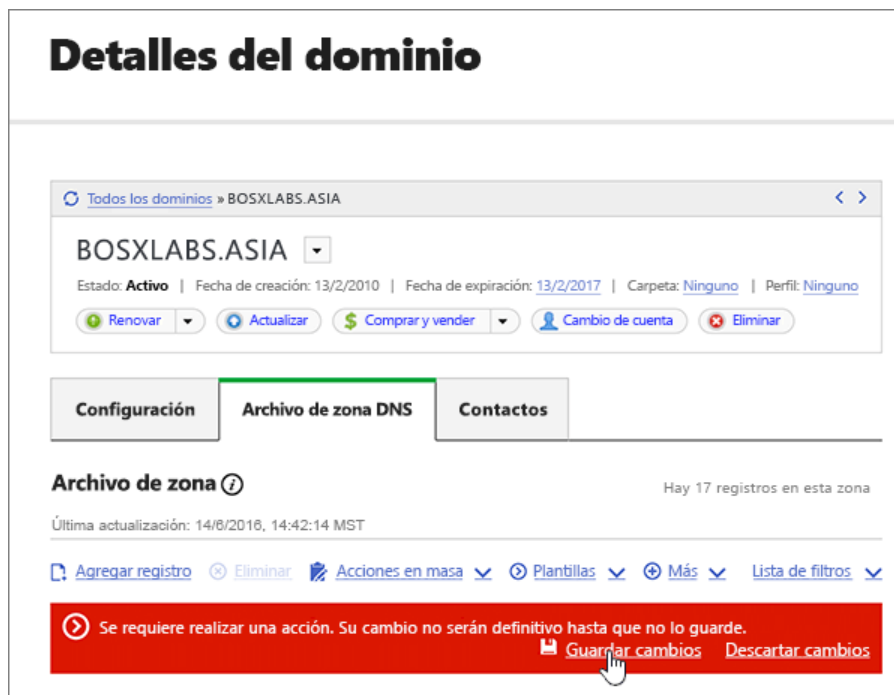 Detalles del dominio
Todos los dominios » BOSXLABS.ASIA
BOSXLABS.ASIA
Estado: Activo | Fecha de creación: 13/2/2010 | Fecha de expiración: 13/2/2017 | Carpeta: Ninguno | Perfil: Ninguno
Renovar Actualizar Comprar y vender Cambio de cuenta Eliminar
Configuración Archivo de zona DNS Contactos
Archivo de zona Hay 17 registros en esta zona
Última actualización: 14/6/2016, 14:42:14 MST
Agregar registro Eliminar Acciones en masa Plantillas Más Lista de filtros
Se requiere realizar una acción. Su cambio no serán definitivo hasta que no lo guarde.
Guardar cambios Descartar cambios